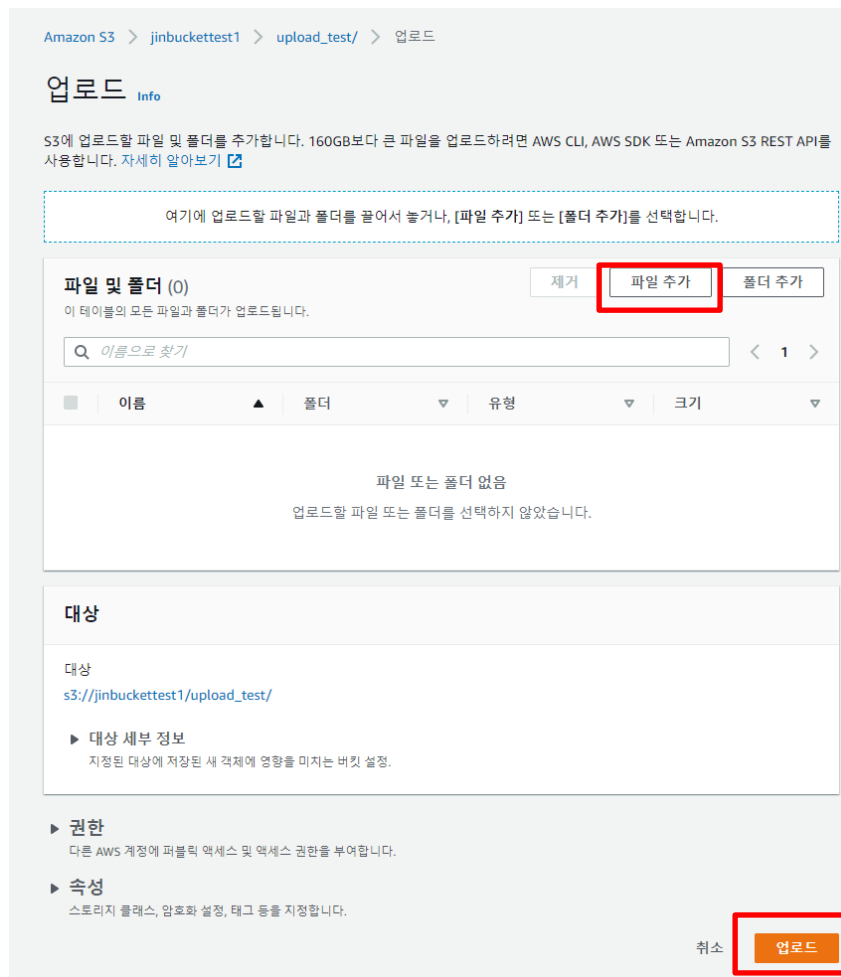 Amazon S3 > jinbuckettest1 > upload_test/ > 업로드
업로드 Info
S3에 업로드할 파일 및 폴더를 추가합니다. 160GB보다 큰 파일을 업로드하려면 AWS CLI, AWS SDK 또는 Amazon S3 REST API를
사용합니다. 자세히 알아보기
여기에 업로드할 파일과 폴더를 끌어서 놓거나, [파일 추가] 또는 [폴더 추가]를 선택합니다.
파일 및 폴더 (0) 제거 파일 추가 폴더 추가
이 테이블의 모든 파일과 폴더가 업로드됩니다.
이름으로 찾기 < 1 >
이름 폴더 유형 크기
파일 또는 폴더 없음
업로드할 파일 또는 폴더를 선택하지 않았습니다.
대상
대상
s3://jinbuckettest1/upload_test/
대상 세부 정보
지정된 대상에 저장된 새 객체에 영향을 미치는 버킷 설정.
권한
다른 AWS 계정에 퍼블릭 액세스 및 액세스 권한을 부여합니다.
속성
스토리지 클래스, 암호화 설정, 태그 등을 지정합니다.
취소 업로드